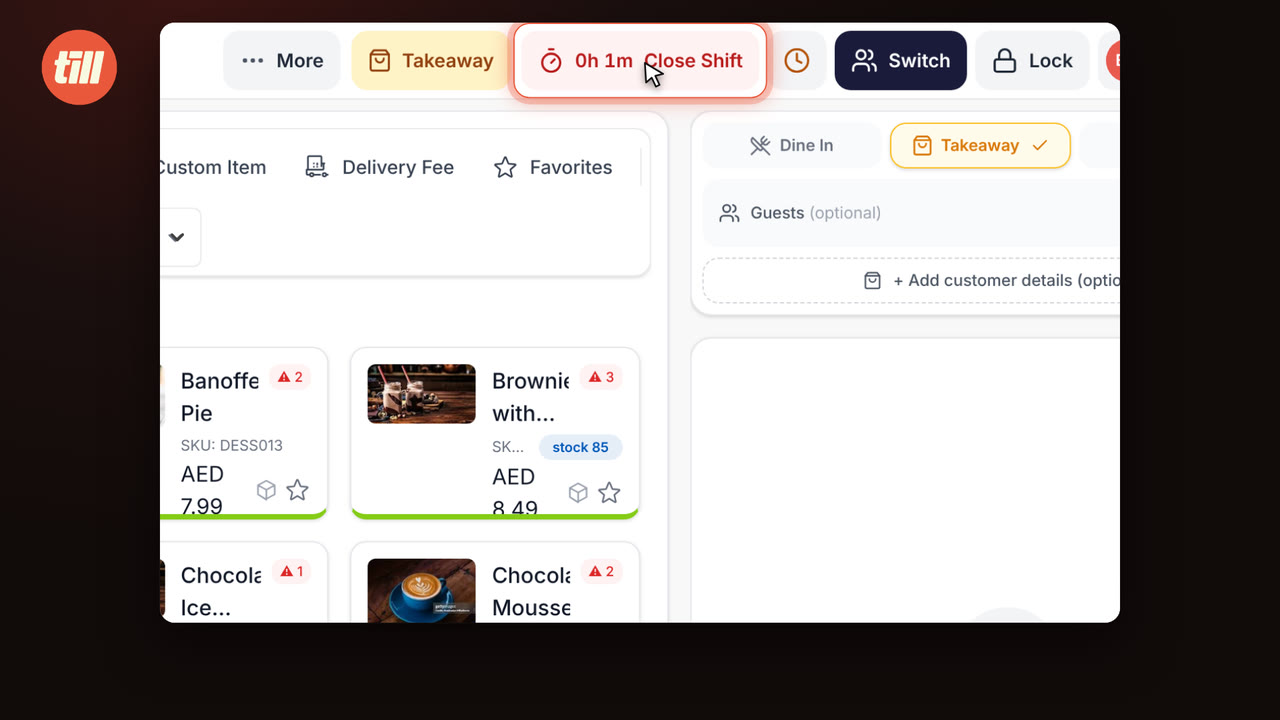 till
More
Takeaway
0h 1m Close Shift
Switch
Lock
Custom Item
Delivery Fee
Favorites
Dine In
Takeaway
Guests (optional)
+ Add customer details (optio
Banoffe
Pie
2
SKU: DESS013
AED
7.99
Brownie
with...
3
SK...
stock 85
AED
8.49
Chocola
Ice...
1
Chocola
Mousse
2